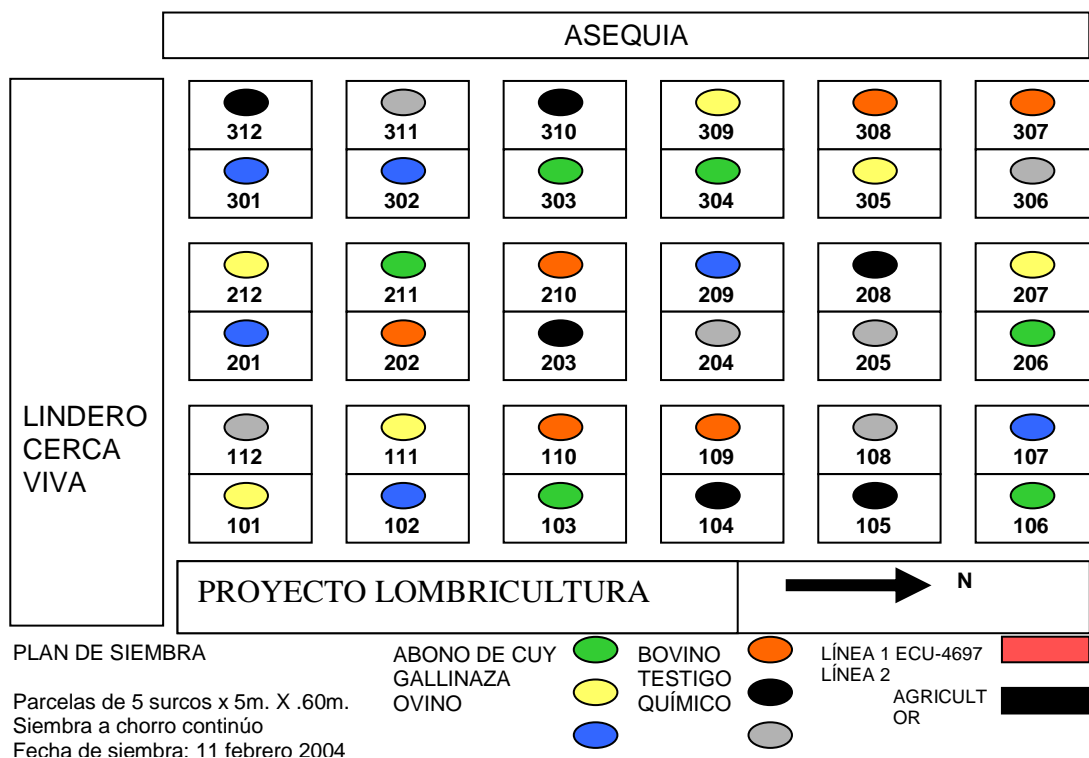 ASEQUIA
312 311 310 309 308 307
301 302 303 304 305 306
212 211 210 209 208 207
201 202 203 204 205 206
LINDERO
CERCA
VIVA
112 111 110 109 108 107
101 102 103 104 105 106
PROYECTO LOMBRICULTURA
N
PLAN DE SIEMBRA
Parcelas de 5 surcos x 5m. X .60m.
Siembra a chorro continúo
Fecha de siembra: 11 febrero 2004
ABONO DE CUY
GALLINAZA
OVINO
BOVINO
TESTIGO
QUÍMICO
LÍNEA 1 ECU-4697
LÍNEA 2
AGRICULT
OR